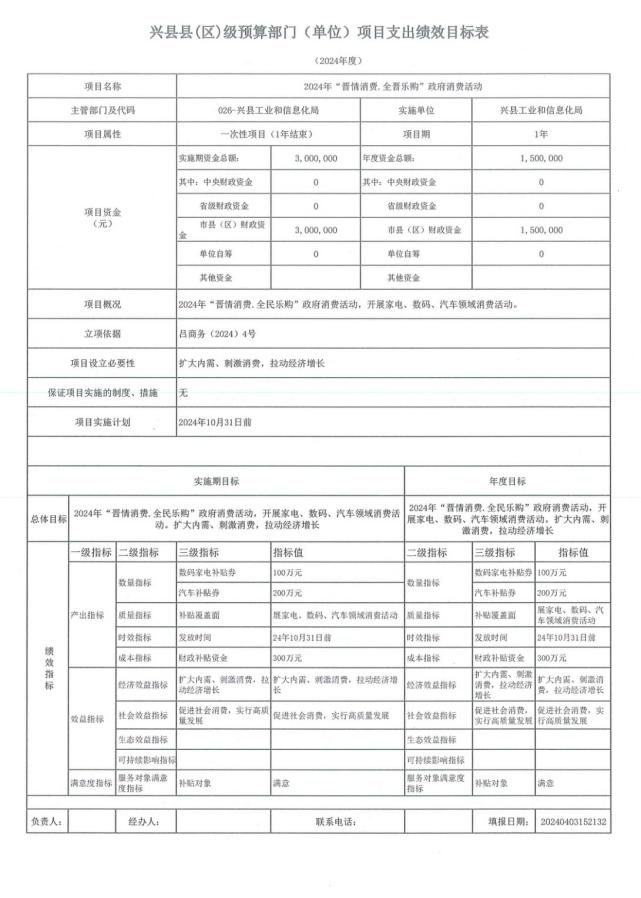 兴县县(区)级预算部门(单位)项目支出绩效目标表
(2024年度)
项目名称 2024年“晋情消费.全晋乐购”政府消费活动
主管部门及代码 026-兴县工业和信息化局 实施单位 兴县工业和信息化局
项目属性 一次性项目(1年结束) 项目期 1年
项目资金
(元)
实施期资金总额: 3,000,000 年度资金总额: 1,500,000
其中:中央财政资金 0 其中:中央财政资金 0
省级财政资金 0 省级财政资金 0
市县(区)财政资
金 3,000,000 市县(区)财政资金 1,500,000
单位自筹 0 单位自筹 0
其他资金 其他资金
项目概况 2024年“晋情消费.全民乐购”政府消费活动,开展家电、数码、汽车领域消费活动。
立项依据 吕商务(2024)4号
项目设立必要性 扩大内需、刺激消费,拉动经济增长
保证项目实施的制度、措施 无
项目实施计划 2024年10月31日前
实施期目标 年度目标
总体目标
2024年“晋情消费.全民乐购”政府消费活动,开展家电、数码、汽车领域消费活
动。扩大内需、刺激消费,拉动经济增长
2024年“晋情消费.全民乐购”政府消费活动,开
展家电、数码、汽车领域消费活动。扩大内需、刺
激消费,拉动经济增长
绩效指标
一级指标 二级指标 三级指标 指标值 二级指标 三级指标 指标值
产出指标
数量指标 数码家电补贴券 100万元 数量指标 数码家电补贴券 100万元
汽车补贴券 200万元 汽车补贴券 200万元
质量指标 补贴覆盖面 展家电、数码、汽车领域消费活动 质量指标 补贴覆盖面 展家电、数码、汽
车领域消费活动
时效指标 发放时间 24年10月31日前 时效指标 发放时间 24年10月31日前
成本指标 财政补贴资金 300万元 成本指标 财政补贴资金 300万元
效益指标
经济效益指标 扩大内需、刺激消费,拉
动经济增长 扩大内需、刺激消费,拉动经济增
长 经济效益指标 扩大内需、刺激
消费,拉动经济
增长 扩大内需、刺激消
费,拉动经济增长
社会效益指标 促进社会消费,实行高质
量发展 促进社会消费,实行高质量发展 社会效益指标 促进社会消费,
实行高质量发展 促进社会消费,实
行高质量发展
生态效益指标 生态效益指标
可持续影响指标 可持续影响指标
满意度指标 服务对象满意
度指标 补贴对象 满意 服务对象满意度
指标 补贴对象 满意
负责人: 经办人: 联系电话: 填报日期: 20240403152132